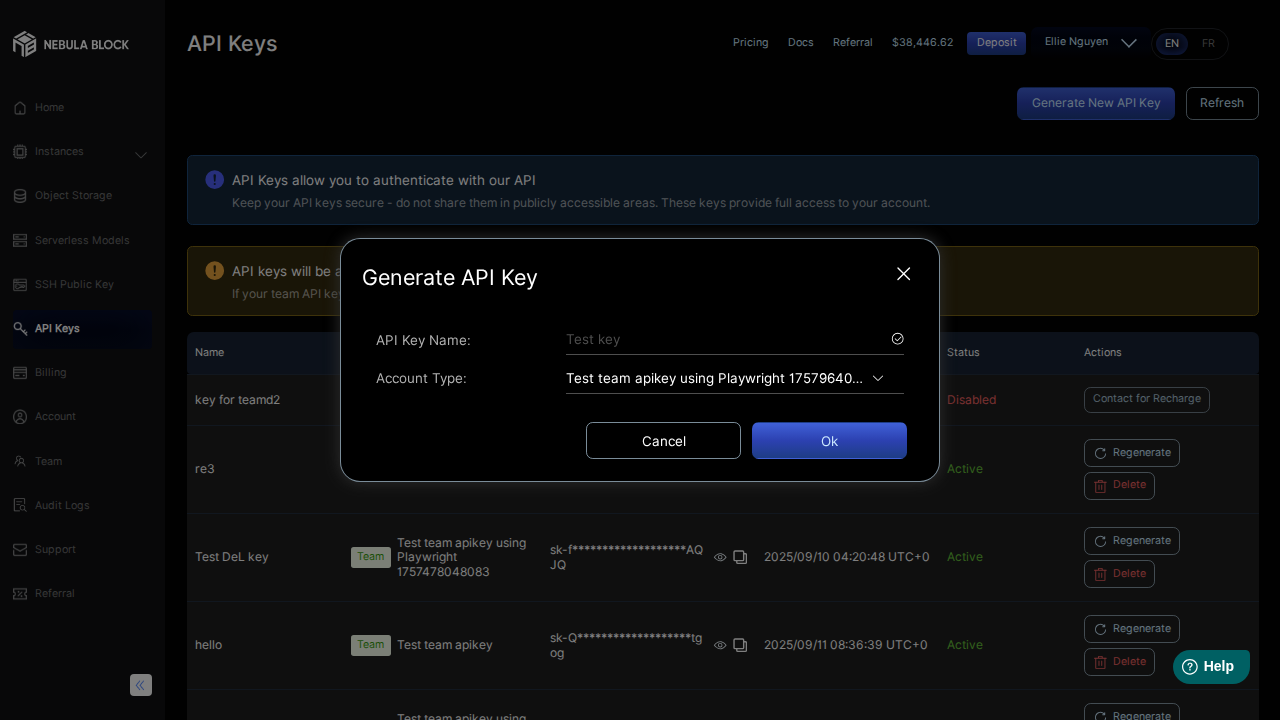 NEBULA BLOCK
API Keys
Pricing
Docs
Referral
$38,446.62
Deposit
Ellie Nguyen
EN
FR
Home
Instances
Object Storage
Serverless Models
SSH Public Key
API Keys
Billing
Account
Team
Audit Logs
Support
Referral
Generate New API Key
Refresh
API Keys allow you to authenticate with our API
Keep your API keys secure - do not share them in publicly accessible areas. These keys provide full access to your account.
API keys will be a
If your team API key
Generate API Key
API Key Name:
Test key
Account Type:
Test team apikey using Playwright 17579640...
Cancel
Ok
Name
Status
Actions
key for teamd2
Disabled
Contact for Recharge
re3
Active
Regenerate
Delete
Test DeL key
Team
Test team apikey using
Playwright
1757478048083
sk-f*******************AQ
JQ
2025/09/10 04:20:48 UTC+0
Active
Regenerate
Delete
hello
Team
Test team apikey
sk-Q*******************tg
og
2025/09/11 08:36:39 UTC+0
Active
Regenerate
Delete
Test team apikey using
Regenerate
Help